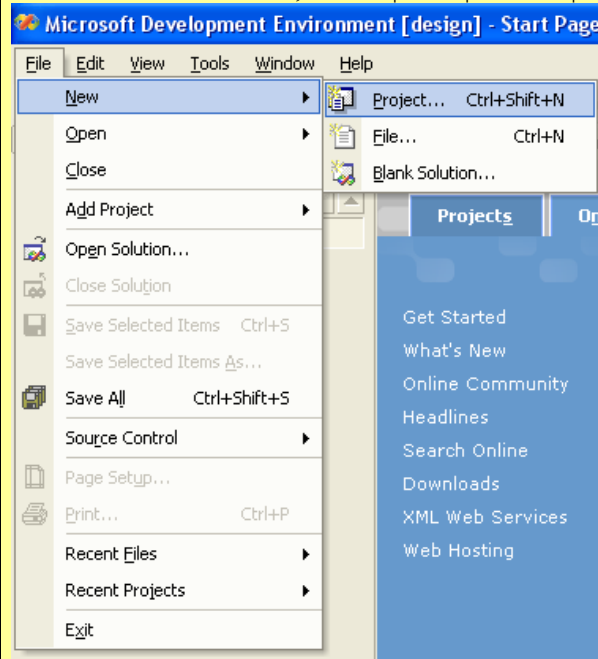 Microsoft Development Environment [design] - Start Page
File Edit View Tools Window Help
New
Project... Ctrl+Shift+N
Open
File... Ctrl+N
Close
Blank Solution...
Add Project
Projects
Open Solution...
Close Solution
Save Selected Items Ctrl+S
Save Selected Items As...
Save All Ctrl+Shift+S
Source Control
Page Setup...
Print... Ctrl+P
Recent Files
Recent Projects
Exit
Get Started
What's New
Online Community
Headlines
Search Online
Downloads
XML Web Services
Web Hosting